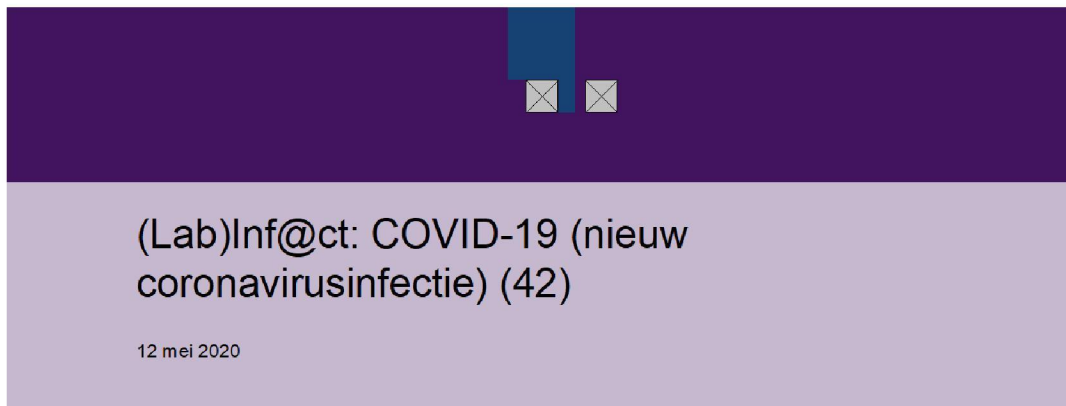 (Lab)Inf@ct: COVID-19 (nieuw
coronavirusinfectie) (42)
12 mei 2020